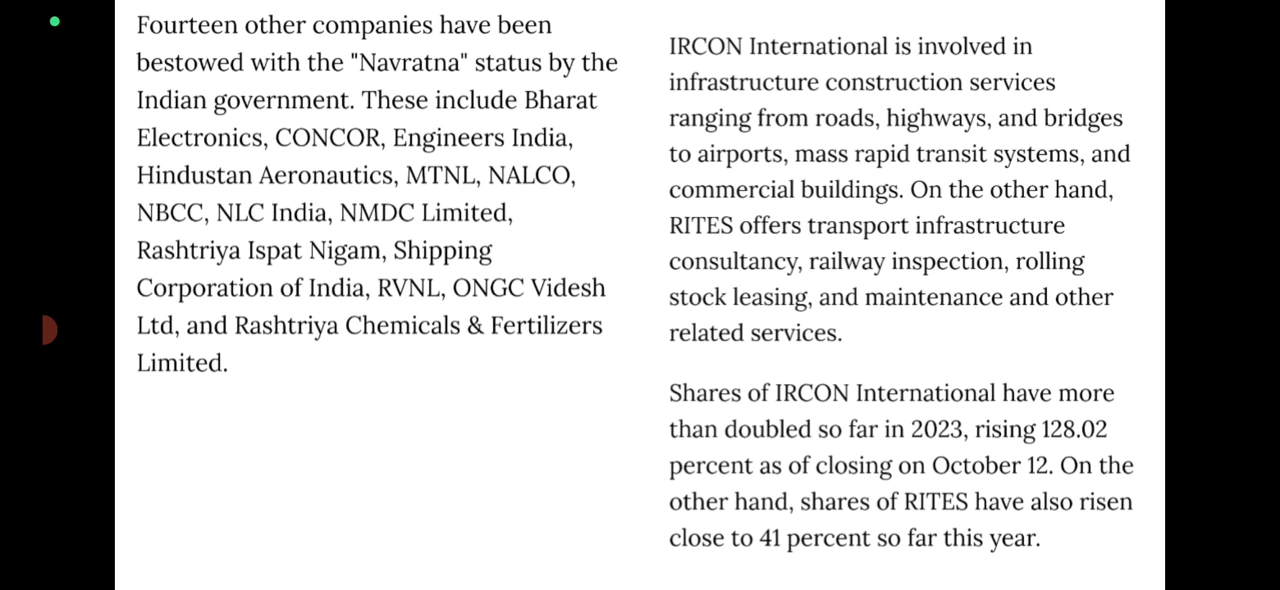 Fourteen other companies have been
bestowed with the "Navratna" status by the
Indian government. These include Bharat
Electronics, CONCOR, Engineers India,
Hindustan Aeronautics, MTNL, NALCO,
NBCC, NLC India, NMDC Limited,
Rashtriya Ispat Nigam, Shipping
Corporation of India, RVNL, ONGC Videsh
Ltd, and Rashtriya Chemicals & Fertilizers
Limited.
IRCON International is involved in
infrastructure construction services
ranging from roads, highways, and bridges
to airports, mass rapid transit systems, and
commercial buildings. On the other hand,
RITES offers transport infrastructure
consultancy, railway inspection, rolling
stock leasing, and maintenance and other
related services.
Shares of IRCON International have more
than doubled so far in 2023, rising 128.02
percent as of closing on October 12. On the
other hand, shares of RITES have also risen
close to 41 percent so far this year.